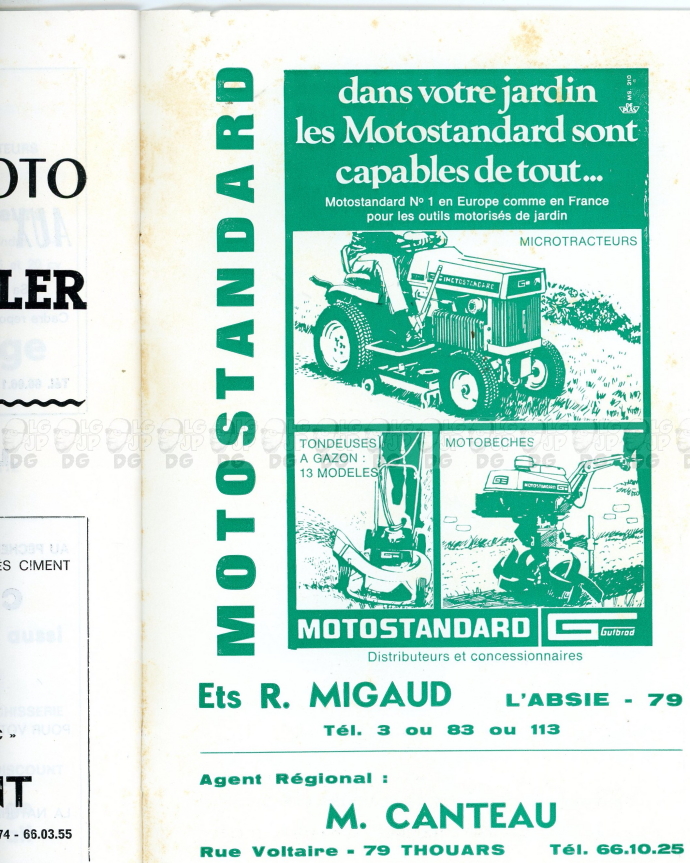 OTO
LER
ES CIMENT
C »
NT
74 - 66.03.55
MOTOSTANDARD
dans votre jardin
les Motostandard sont
capables de tout...
Motostandard Nº 1 en Europe comme en France
pour les outils motorisés de jardin
MICROTRACTEURS
MOTOSTANDARD
TONDEUSES
A GAZON :
13 MODELES
MOTOBECHES
MOTOSTANDARD
MOTOSTANDARD
Gutbrod
Distributeurs et concessionnaires
Ets R. MIGAUD L'ABSIE - 79
Tél. 3 ou 83 ou 113
Agent Régional :
M. CANTEAU
Rue Voltaire - 79 THOUARS Tél. 66.10.25